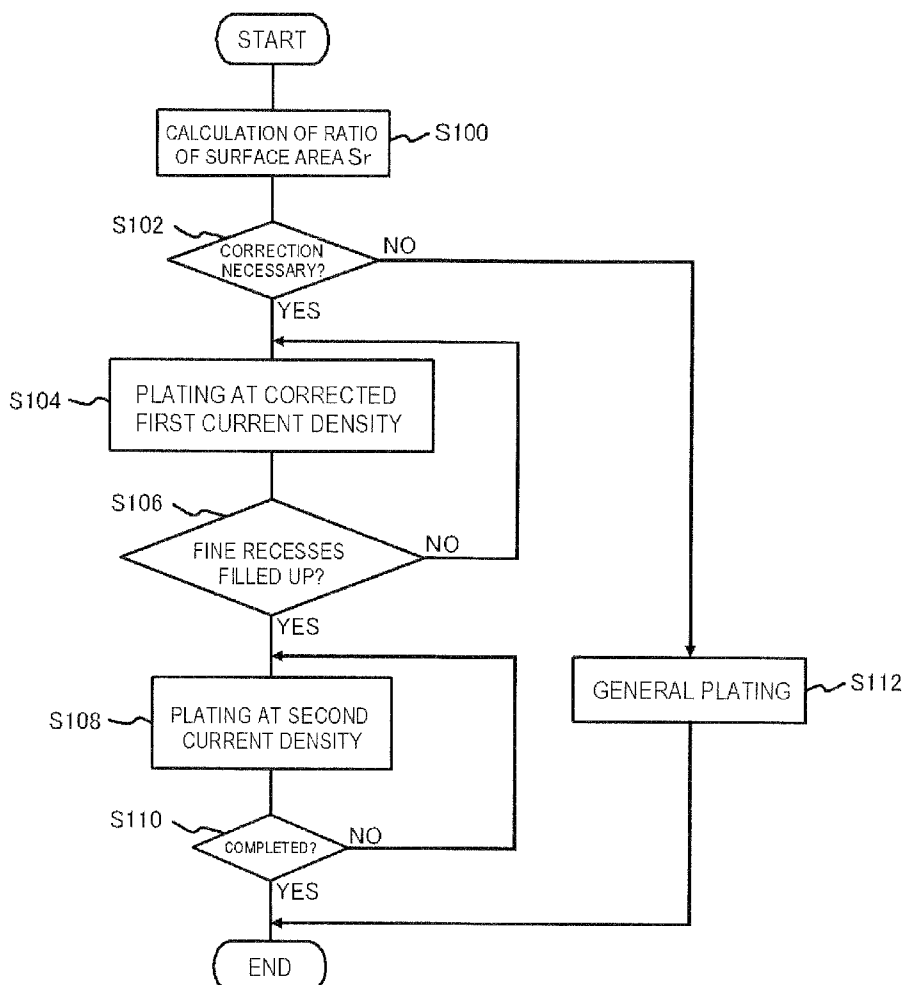 START
CALCULATION OF RATIO
OF SURFACE AREA Sr
S100
S102
CORRECTION
NECESSARY?
NO
YES
S104
PLATING AT CORRECTED
FIRST CURRENT DENSITY
S106
FINE RECESSES
FILLED UP?
NO
YES
S108
PLATING AT SECOND
CURRENT DENSITY
GENERAL PLATING
S112
S110
COMPLETED?
NO
YES
END